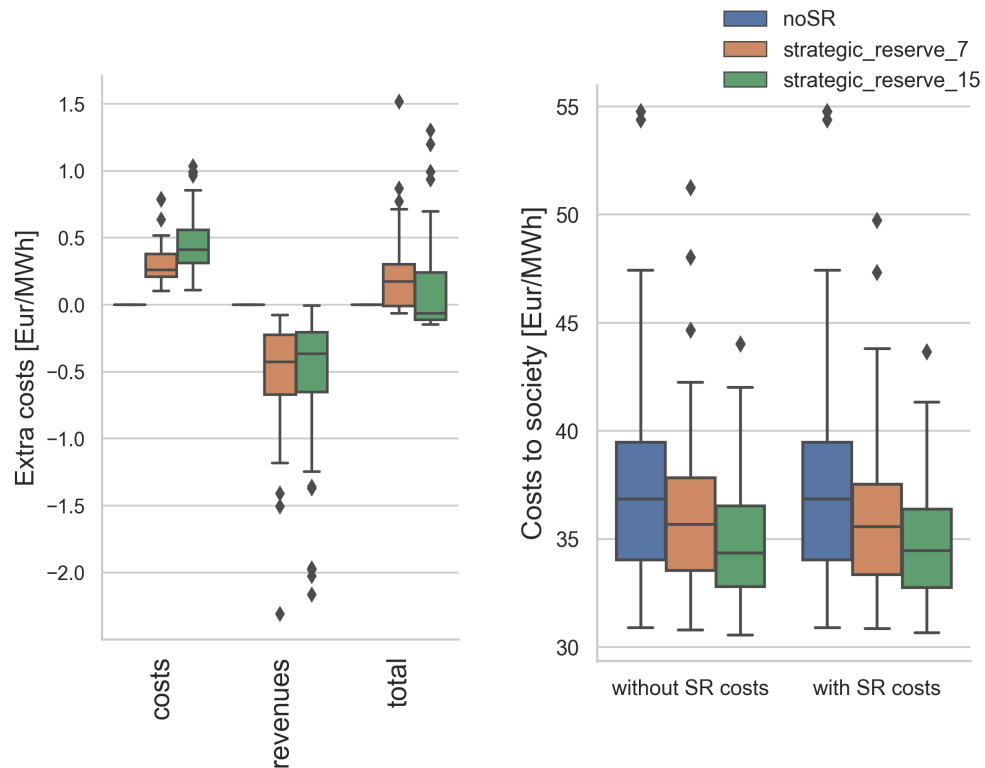 noSR
strategic_reserve_7
strategic_reserve_15
Extra costs [Eur/MWh]
1.5
1.0
0.5
0.0
−0.5
−1.0
−1.5
−2.0
costs
revenues
total
Costs to society [Eur/MWh]
55
50
45
40
35
30
without SR costs
with SR costs